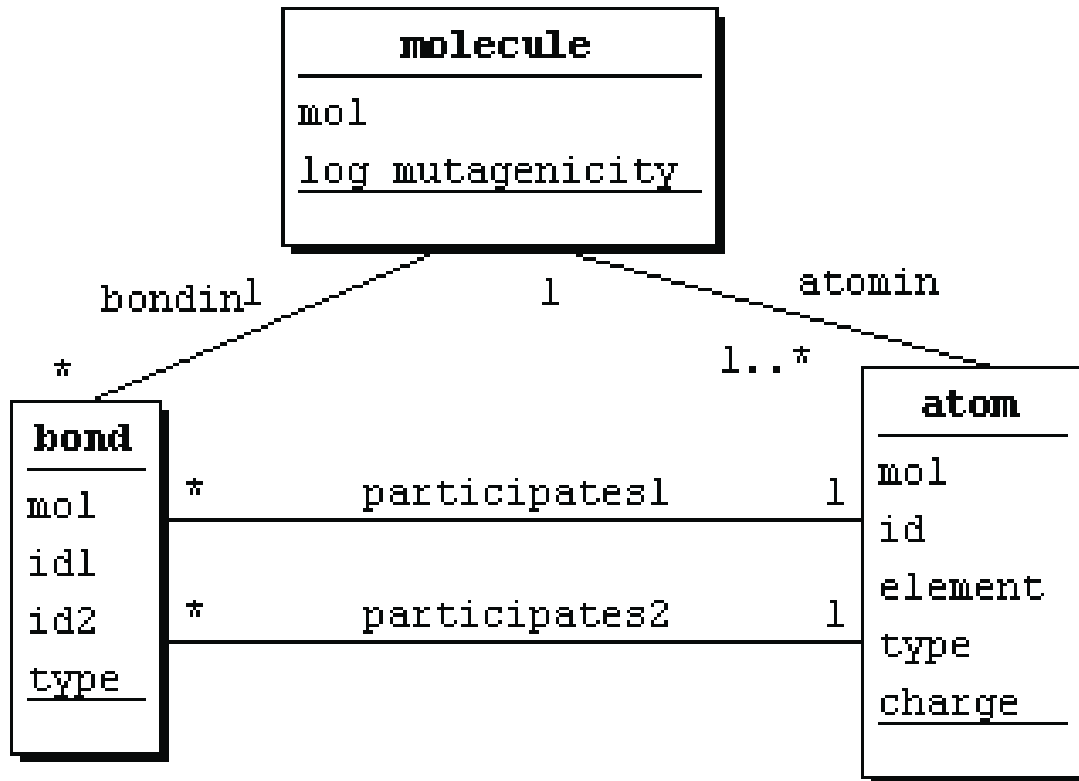 molecule
mol
log mutagenicity
bondin
1
1
atomin
*
1..*
bond
mol
id1
id2
type
*
participates1
1
*
participates2
1
atom
mol
id
element
type
charge